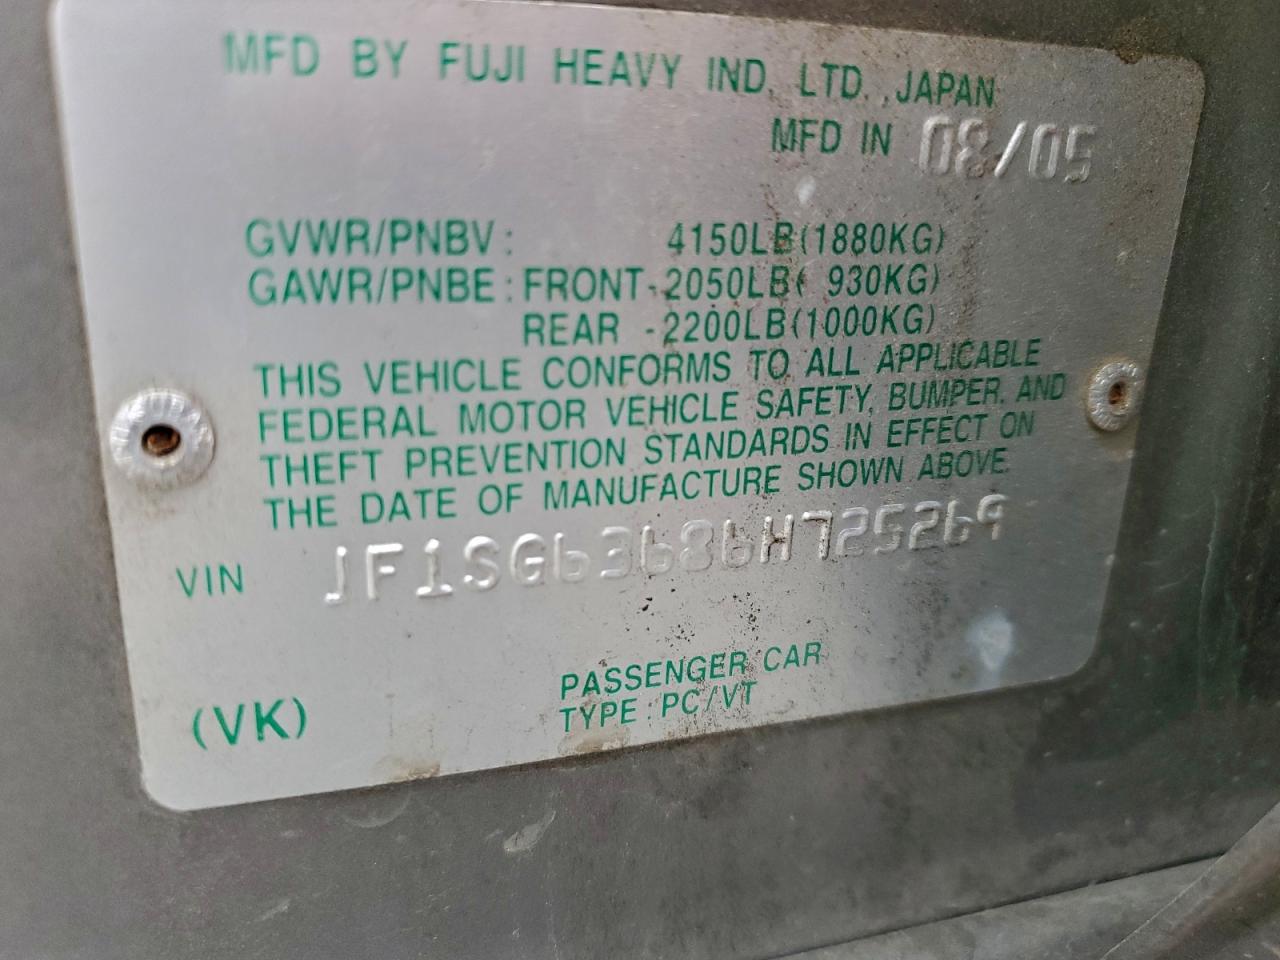 MFD BY FUJI HEAVY IND. LTD., JAPAN
MFD IN 08/05
GVWR/PNBV: 4150LB(1880KG)
GAWR/PNBE: FRONT-2050LB( 930KG)
REAR -2200LB(1000KG)
THIS VEHICLE CONFORMS TO ALL APPLICABLE
FEDERAL MOTOR VEHICLE SAFETY, BUMPER, AND
THEFT PREVENTION STANDARDS IN EFFECT ON
THE DATE OF MANUFACTURE SHOWN ABOVE.
VIN JF1SG63686H725269
PASSENGER CAR
(VK) TYPE: PC/VT